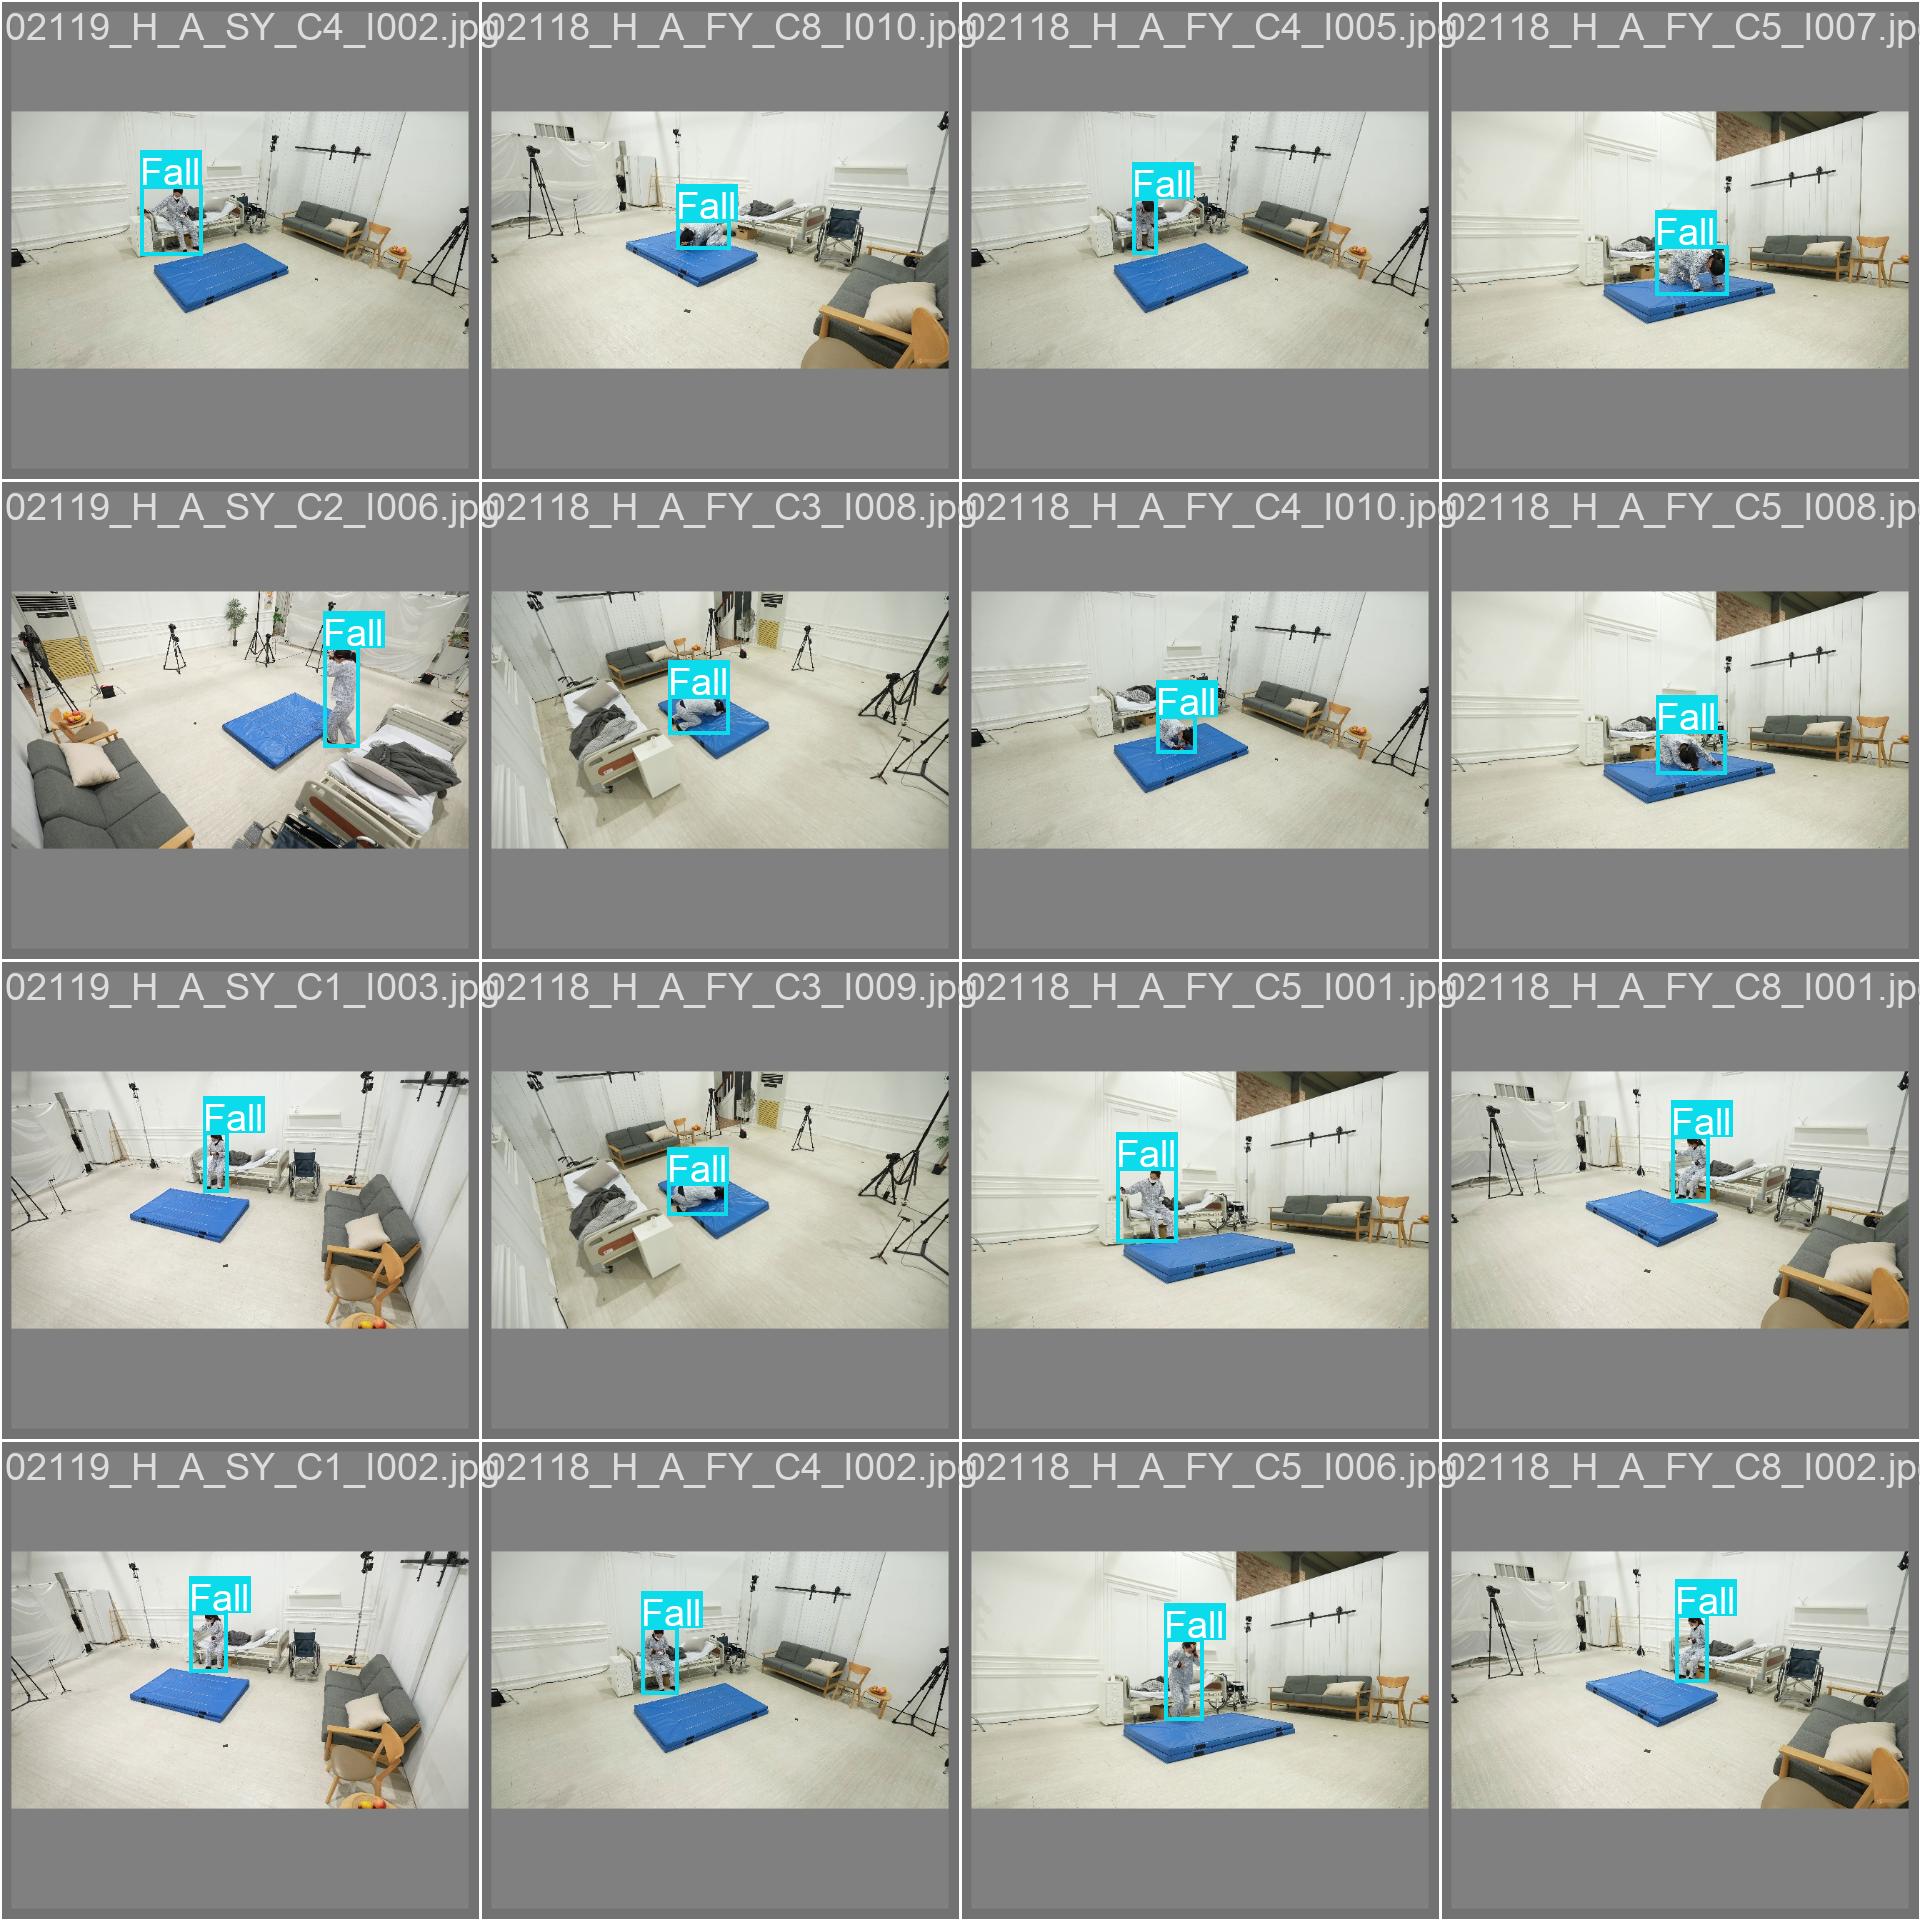 02119_H_A_SY_C4_I002.jpg
Fall
02118_H_A_FY_C8_I010.jpg
Fall
02118_H_A_FY_C4_I005.jpg
Fall
02118_H_A_FY_C5_I007.jp
Fall
02119_H_A_SY_C2_I006.jpg
Fall
02118_H_A_FY_C3_I008.jpg
Fall
02118_H_A_FY_C4_I010.jpg
Fall
02118_H_A_FY_C5_I008.jp
Fall
02119_H_A_SY_C1_I003.jpg
Fall
02118_H_A_FY_C3_I009.jpg
Fall
02118_H_A_FY_C5_I001.jpg
Fall
02118_H_A_FY_C8_I001.jp
Fall
02119_H_A_SY_C1_I002.jpg
Fall
02118_H_A_FY_C4_I002.jpg
Fall
02118_H_A_FY_C5_I006.jpg
Fall
02118_H_A_FY_C8_I002.jp
Fall